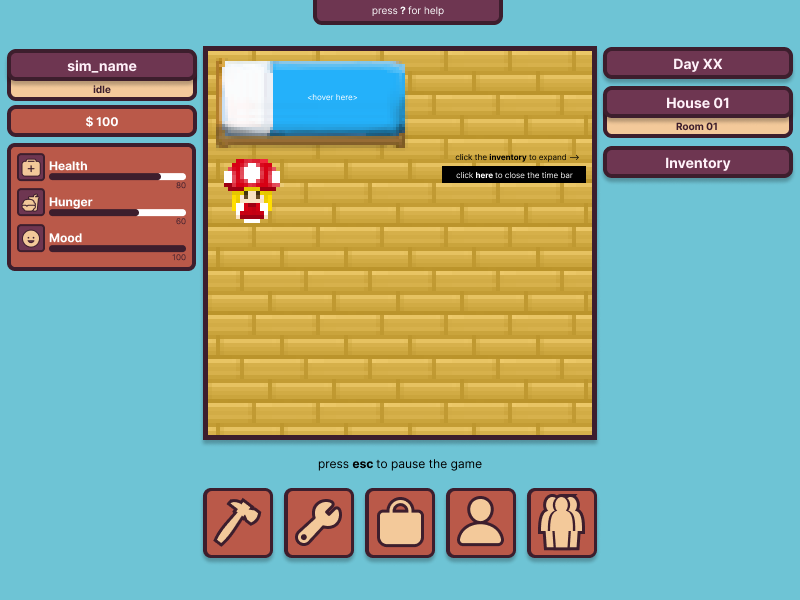 press ? for help
sim_name
idle
$ 100
Health
80
Hunger
60
Mood
100
<hover here>
click the inventory to expand -->
click here to close the time bar
Day XX
House 01
Room 01
Inventory
press esc to pause the game